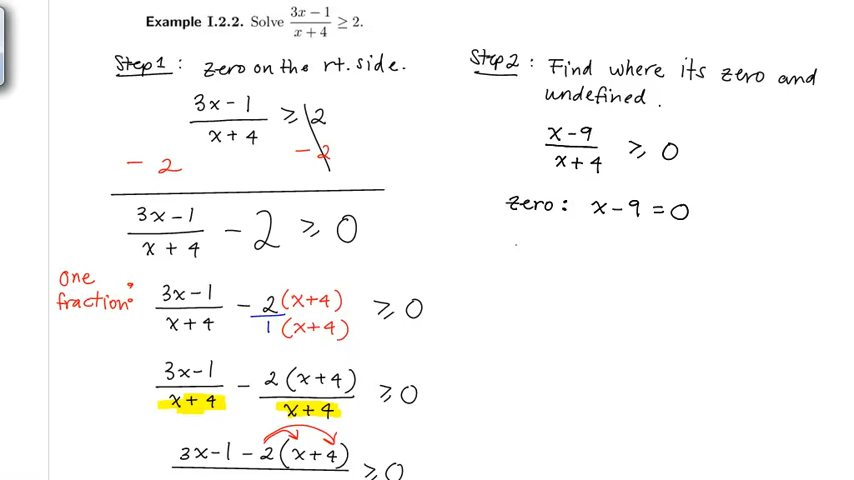 Example I.2.2. Solve (3x − 1)/(x + 4) ≥ 2.
Step 1: zero on the rt. side.
(3x − 1)/(x + 4) ≥ 2
− 2 − 2
(3x − 1)/(x + 4) − 2 ≥ 0
One fraction: (3x − 1)/(x + 4) − 2(x+4)/1(x+4) ≥ 0
(3x − 1)/(x + 4) − 2(x + 4)/(x + 4) ≥ 0
3x − 1 − 2(x + 4) ≥ 0
Step 2: Find where its zero and
undefined.
(x − 9)/(x + 4) ≥ 0
zero: x − 9 = 0